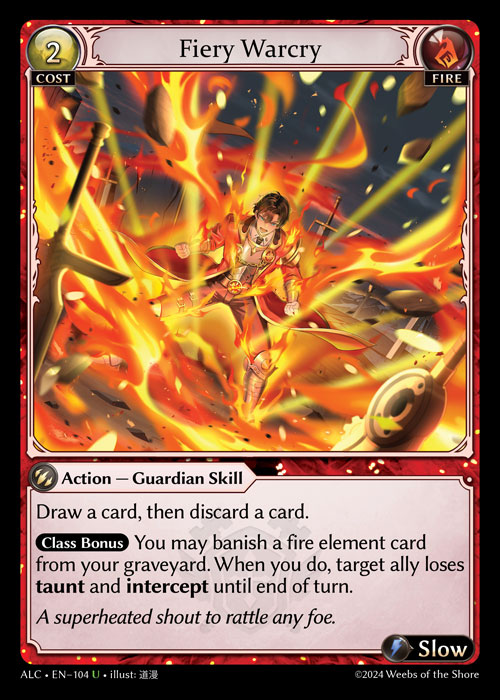 2
COST
Fiery Warcry
FIRE
Action — Guardian Skill
Draw a card, then discard a card.
Class Bonus You may banish a fire element card
from your graveyard. When you do, target ally loses
taunt and intercept until end of turn.
A superheated shout to rattle any foe.
Slow
ALC • EN–104 U • illust: 道漫
©2024 Weebs of the Shore